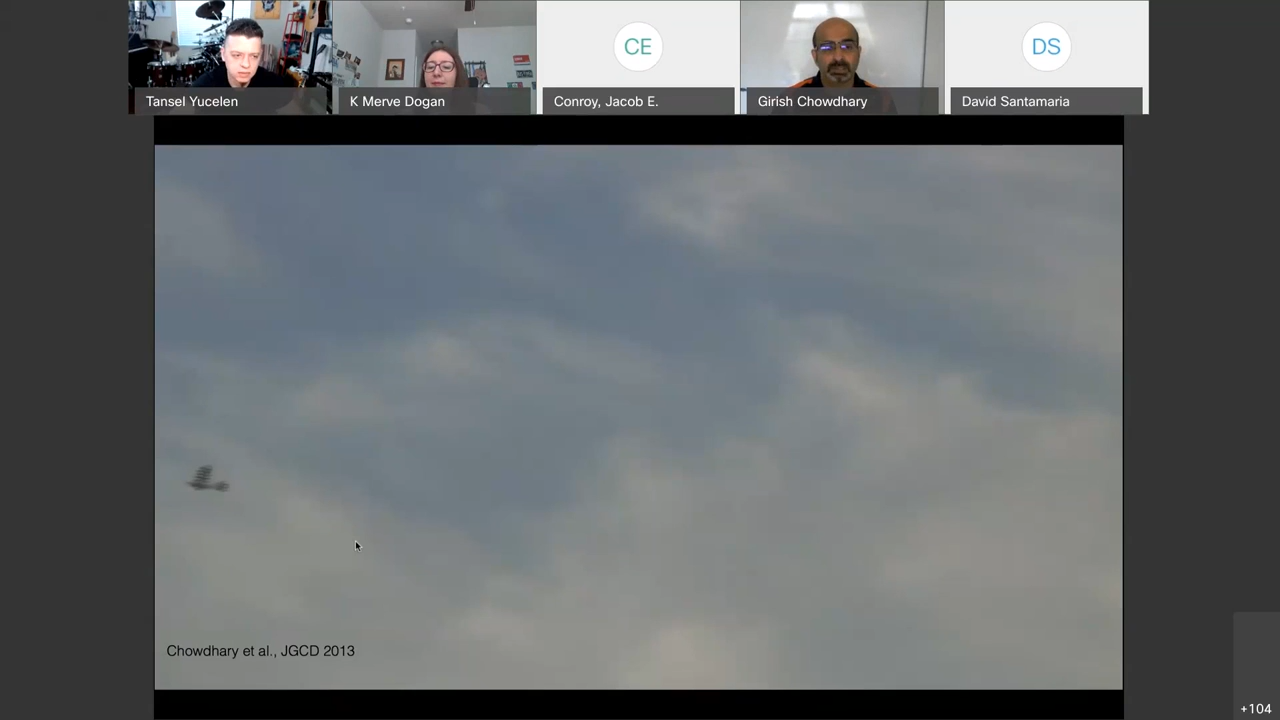 CE
DS
Tansel Yucelen
K Merve Dogan
Conroy, Jacob E.
Girish Chowdhary
David Santamaria
Chowdhary et al., JGCD 2013
+104